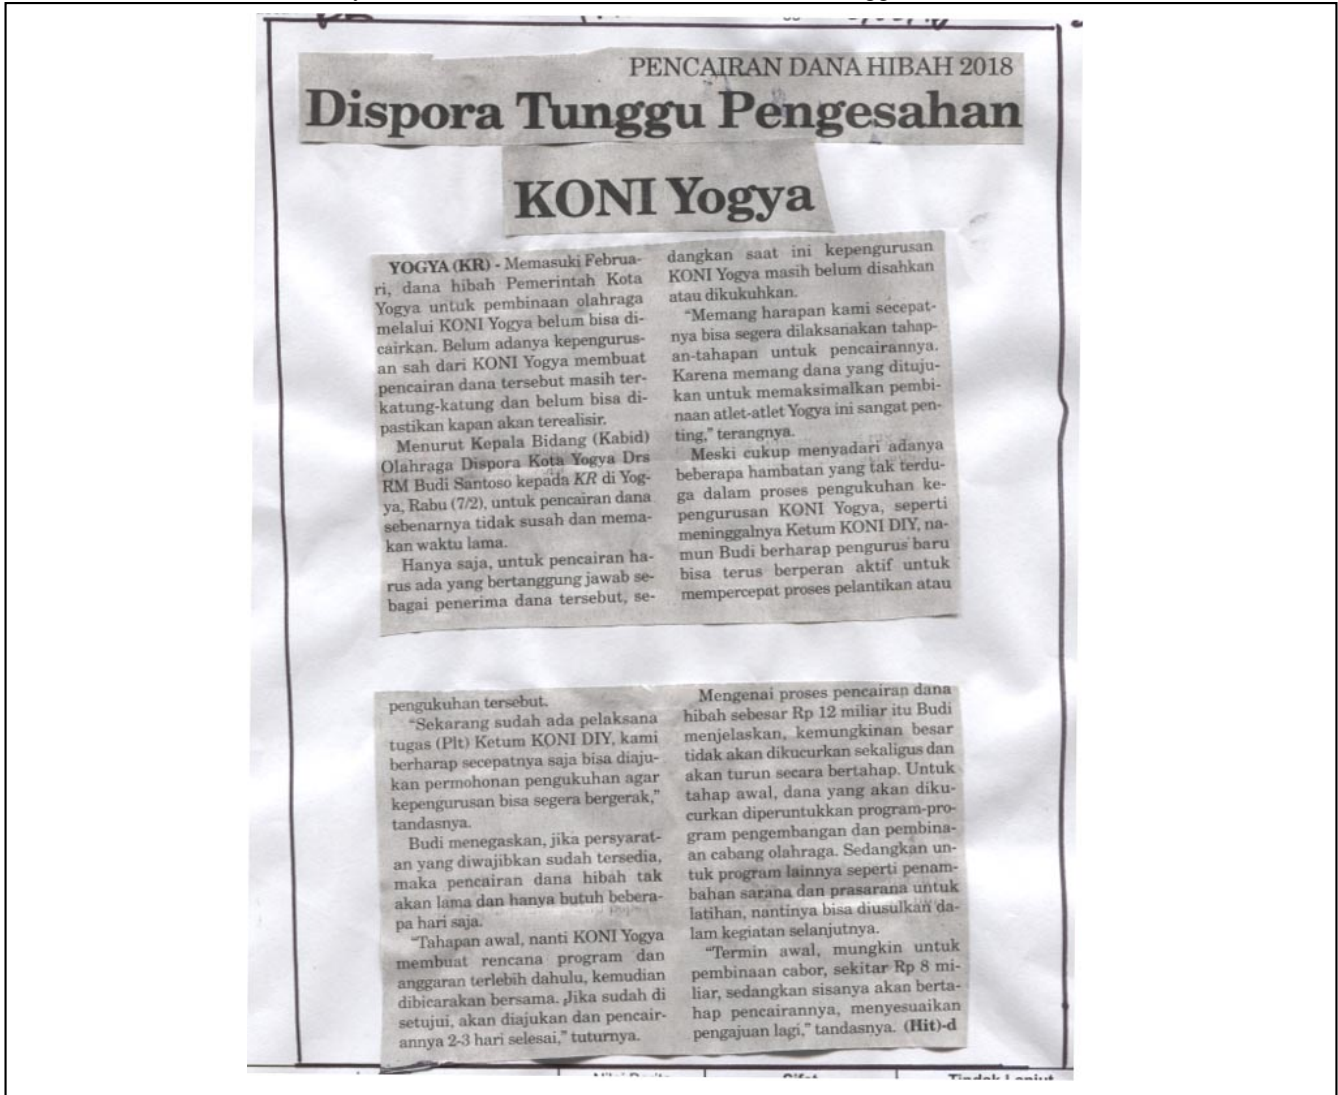 PENCAIRAN DANA HIBAH 2018
Dispora Tunggu Pengesahan
KONI Yogya
YOGYA (KR) - Memasuki Februa-
ri, dana hibah Pemerintah Kota
Yogya untuk pembinaan olahraga
melalui KONI Yogya belum bisa di-
cairkan. Belum adanya kepengurus-
an sah dari KONI Yogya membuat
pencairan dana tersebut masih ter-
katung-katung dan belum bisa di-
pastikan kapan akan terealisir.
Menurut Kepala Bidang (Kabid)
Olahraga Dispora Kota Yogya Drs
RM Budi Santoso kepada KR di Yog-
ya, Rabu (7/2), untuk pencairan dana
sebenarnya tidak susah dan mema-
kan waktu lama.
Hanya saja, untuk pencairan ha-
rus ada yang bertanggung jawab se-
bagai penerima dana tersebut, se-
dangkan saat ini kepengurusan
KONI Yogya masih belum disahkan
atau dikukuhkan.
"Memang harapan kami secepat-
nya bisa segera dilaksanakan tahap-
an-tahapan untuk pencairannya.
Karena memang dana yang dituju-
kan untuk memaksimalkan pembi-
naan atlet-atlet Yogya ini sangat pen-
ting," terangnya.
Meski cukup menyadari adanya
beberapa hambatan yang tak terdu-
ga dalam proses pengukuhan ke-
pengurusan KONI Yogya, seperti
meninggalnya Ketum KONI DIY, na-
mun Budi berharap pengurus baru
bisa terus berperan aktif untuk
mempercepat proses pelantikan atau
pengukuhan tersebut.
"Sekarang sudah ada pelaksana
tugas (Plt) Ketum KONI DIY, kami
berharap secepatnya saja bisa diaju-
kan permohonan pengukuhan agar
kepengurusan bisa segera bergerak,"
tandasnya.
Budi menegaskan, jika persyarat-
an yang diwajibkan sudah tersedia,
maka pencairan dana hibah tak
akan lama dan hanya butuh bebera-
pa hari saja.
"Tahapan awal, nanti KONI Yogya
membuat rencana program dan
anggaran terlebih dahulu, kemudian
dibicarakan bersama. Jika sudah di
setujui, akan diajukan dan pencair-
annya 2-3 hari selesai," tuturnya.
Mengenai proses pencairan dana
hibah sebesar Rp 12 miliar itu Budi
menjelaskan, kemungkinan besar
tidak akan dikucurkan sekaligus dan
akan turun secara bertahap. Untuk
tahap awal, dana yang akan diku-
curkan diperuntukkan program-pro-
gram pengembangan dan pembina-
an cabang olahraga. Sedangkan un-
tuk program lainnya seperti penam-
bahan sarana dan prasarana untuk
latihan, nantinya bisa diusulkan da-
lam kegiatan selanjutnya.
"Termin awal, mungkin untuk
pembinaan cabor, sekitar Rp 8 mi-
liar, sedangkan sisanya akan berta-
hap pencairannya, menyesuaikan
pengajuan lagi," tandasnya. (Hit)-d